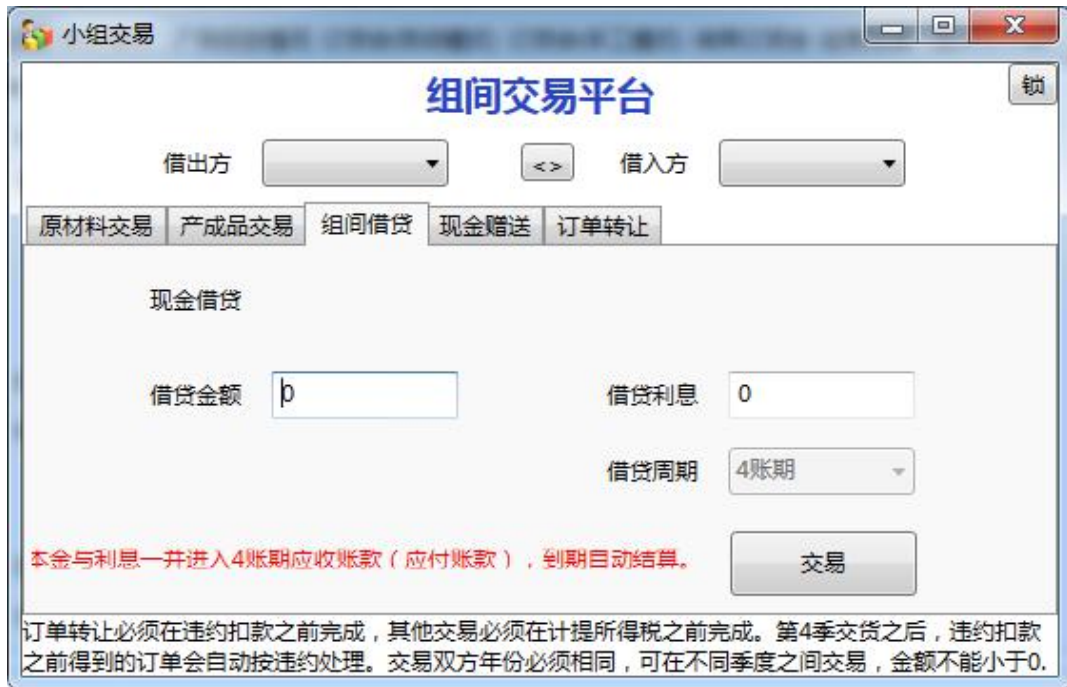 小组交易
组间交易平台
锁
借出方 <> 借入方
原材料交易 产成品交易 组间借贷 现金赠送 订单转让
现金借贷
借贷金额 0 借贷利息 0
借贷周期 4账期
本金与利息一并进入4账期应收账款（应付账款），到期自动结算。
交易
订单转让必须在违约扣款之前完成，其他交易必须在计提所得税之前完成。第4季交货之后，违约扣款
之前得到的订单会自动按违约处理。交易双方年份必须相同，可在不同季度之间交易，金额不能小于0.